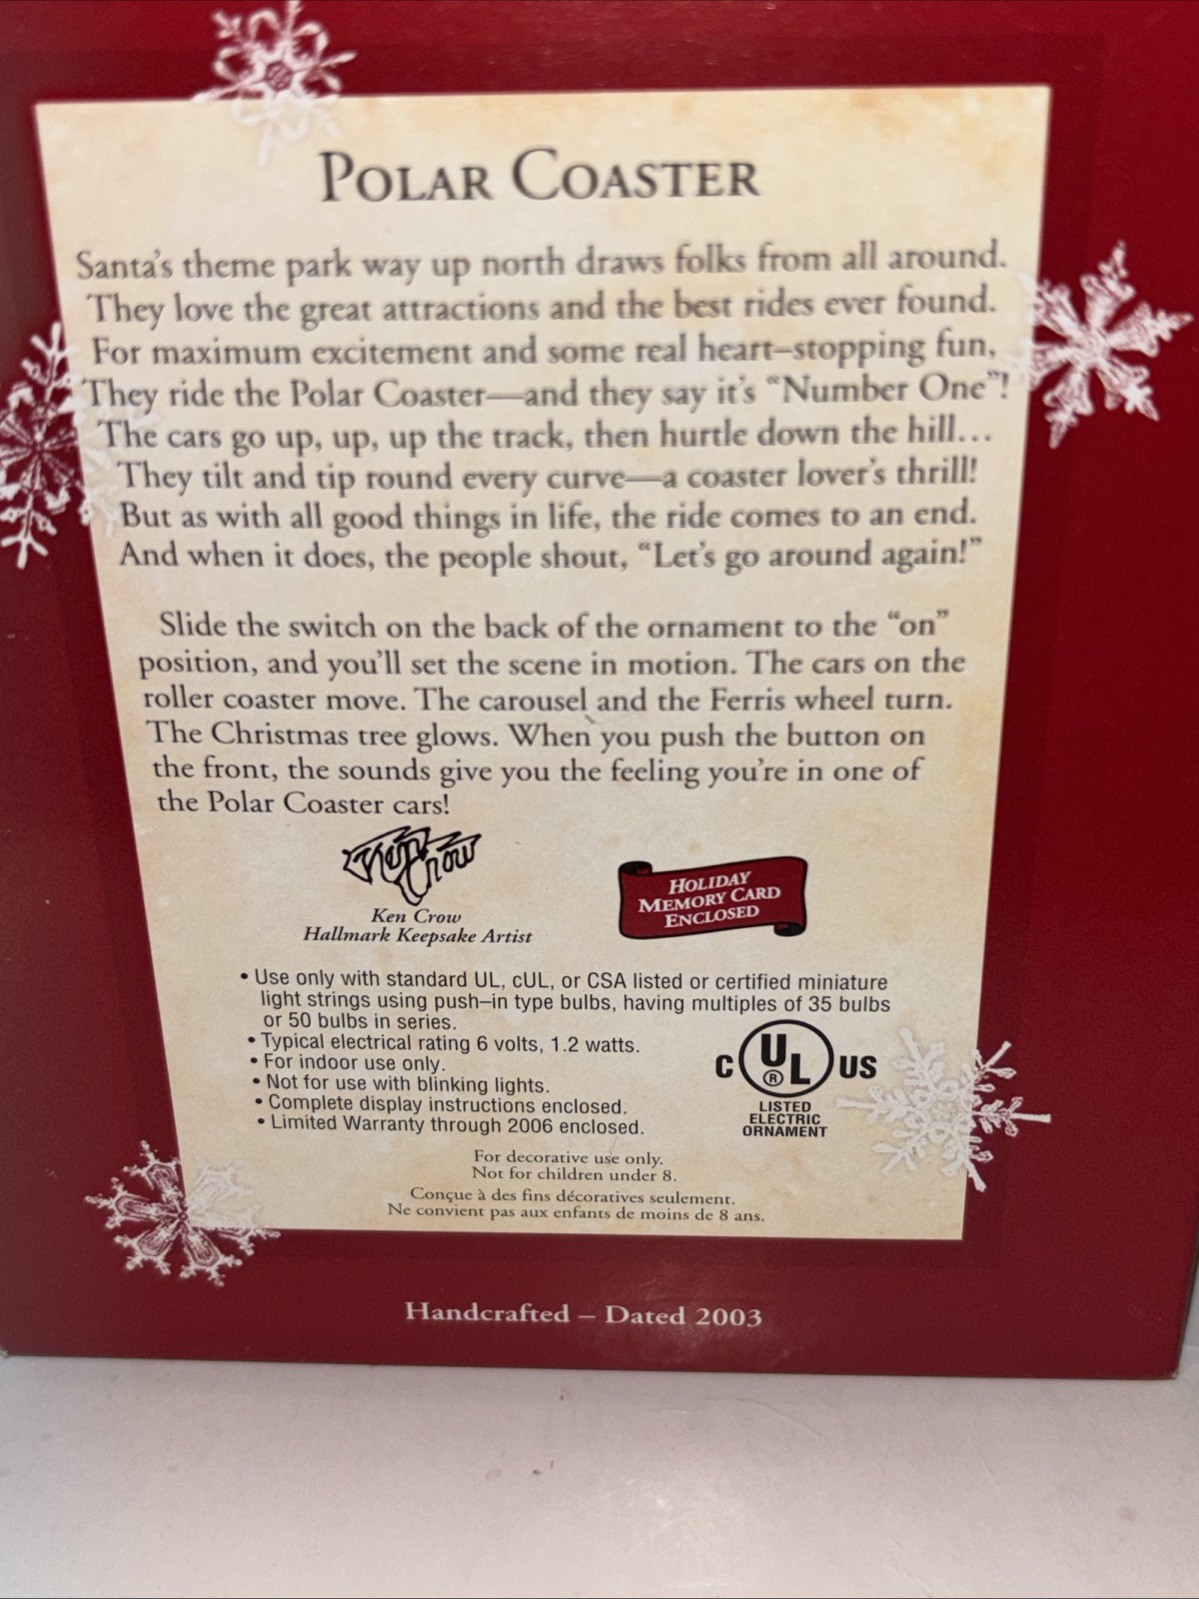 POLAR COASTER
Santa's theme park way up north draws folks from all around.
They love the great attractions and the best rides ever found.
For maximum excitement and some real heart–stopping fun,
They ride the Polar Coaster—and they say it's “Number One”!
The cars go up, up, up the track, then hurtle down the hill...
They tilt and tip round every curve—a coaster lover's thrill!
But as with all good things in life, the ride comes to an end.
And when it does, the people shout, “Let's go around again!”
Slide the switch on the back of the ornament to the “on”
position, and you'll set the scene in motion. The cars on the
roller coaster move. The carousel and the Ferris wheel turn.
The Christmas tree glows. When you push the button on
the front, the sounds give you the feeling you're in one of
the Polar Coaster cars!
Ken Crow
Ken Crow
Hallmark Keepsake Artist
HOLIDAY
MEMORY CARD
ENCLOSED
• Use only with standard UL, cUL, or CSA listed or certified miniature
light strings using push–in type bulbs, having multiples of 35 bulbs
or 50 bulbs in series.
• Typical electrical rating 6 volts, 1.2 watts.
• For indoor use only.
• Not for use with blinking lights.
• Complete display instructions enclosed.
• Limited Warranty through 2006 enclosed.
C UL® US
LISTED
ELECTRIC
ORNAMENT
For decorative use only.
Not for children under 8.
Conçue à des fins décoratives seulement.
Ne convient pas aux enfants de moins de 8 ans.
Handcrafted – Dated 2003